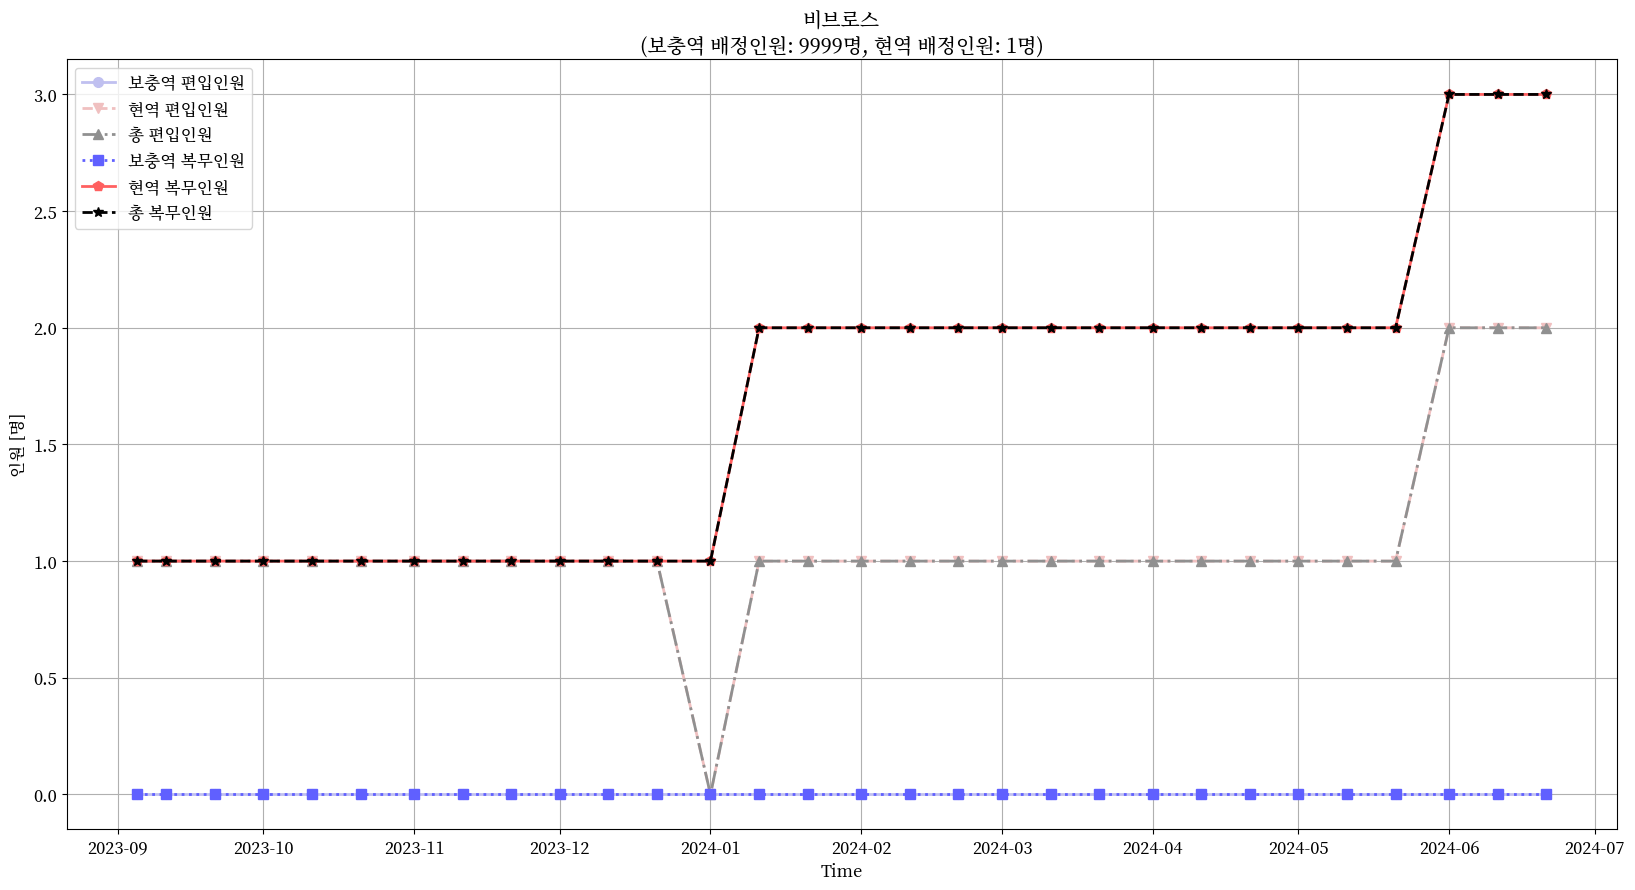 비브로스
(보충역 배정인원: 9999명, 현역 배정인원: 1명)
보충역 편입인원
현역 편입인원
총 편입인원
보충역 복무인원
현역 복무인원
총 복무인원
3.0
2.5
2.0
1.5
1.0
0.5
0.0
인원 [명]
2023-09 2023-10 2023-11 2023-12 2024-01 2024-02 2024-03 2024-04 2024-05 2024-06 2024-07
Time